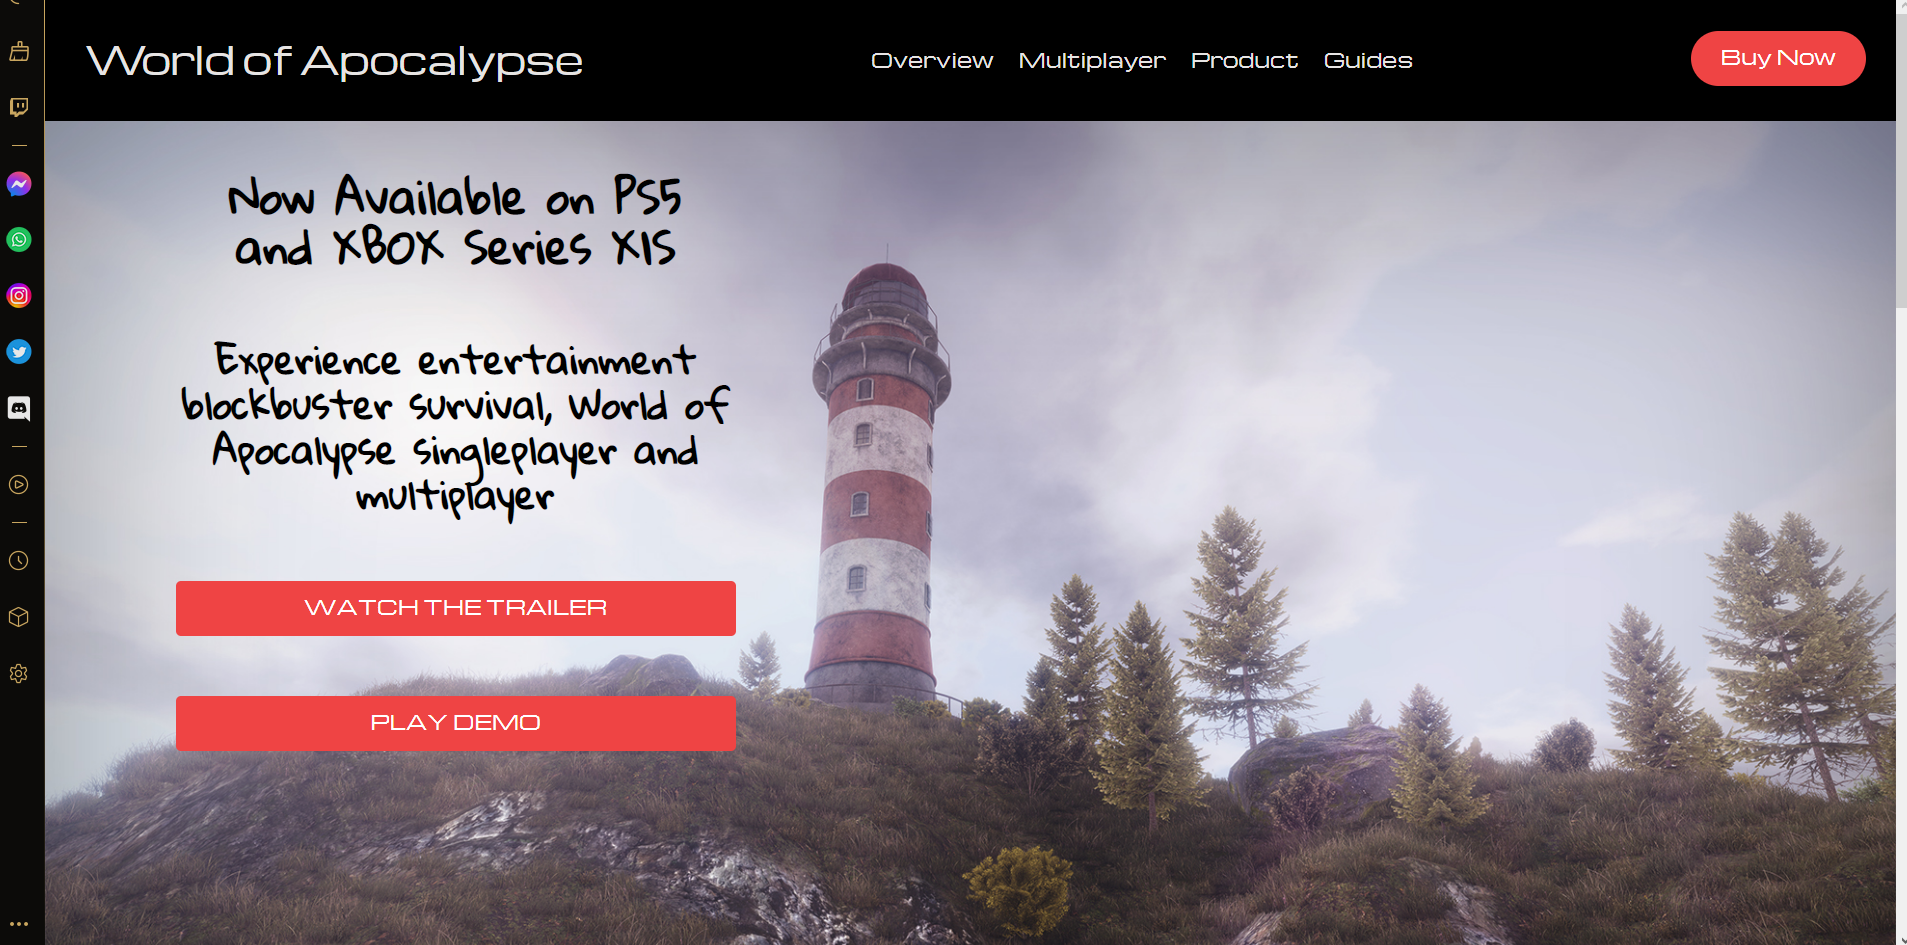 World of Apocalypse
Overview Multiplayer Product Guides
Buy Now
Now Available on PS5
and XBOX Series X|S
Experience entertainment
blockbuster survival, World of
Apocalypse singleplayer and
multiplayer
WATCH THE TRAILER
PLAY DEMO